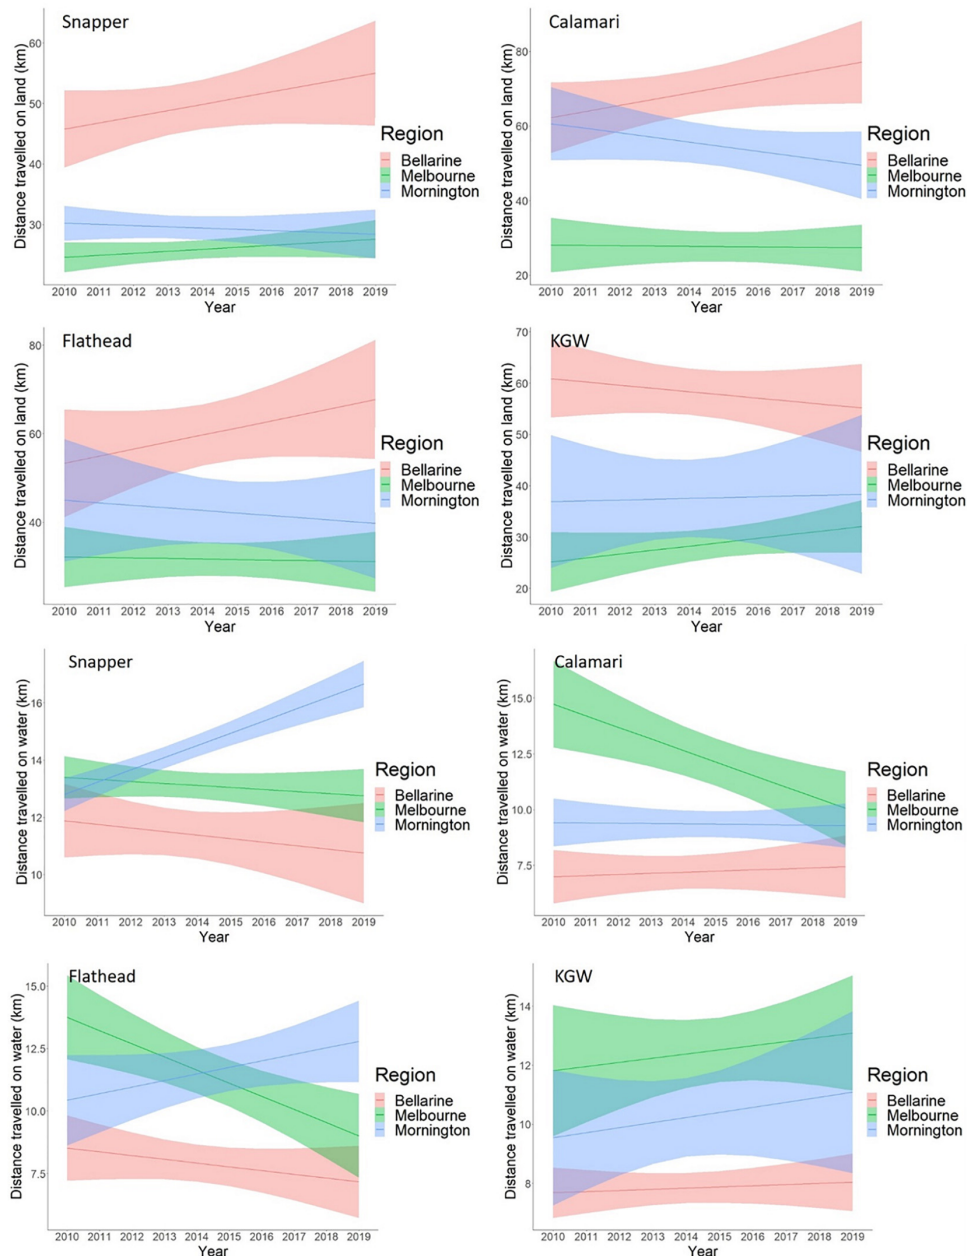 Snapper
Distance travelled on land (km)
60
50
40
30
2010 2011 2012 2013 2014 2015 2016 2017 2018 2019
Year
Region
Bellarine
Melbourne
Mornington
Calamari
Distance travelled on land (km)
80
60
40
20
2010 2011 2012 2013 2014 2015 2016 2017 2018 2019
Year
Region
Bellarine
Melbourne
Mornington
Flathead
Distance travelled on land (km)
80
60
40
2010 2011 2012 2013 2014 2015 2016 2017 2018 2019
Year
Region
Bellarine
Melbourne
Mornington
KGW
Distance travelled on land (km)
70
60
50
40
30
20
2010 2011 2012 2013 2014 2015 2016 2017 2018 2019
Year
Region
Bellarine
Melbourne
Mornington
Snapper
Distance travelled on water (km)
16
14
12
10
2010 2011 2012 2013 2014 2015 2016 2017 2018 2019
Year
Region
Bellarine
Melbourne
Mornington
Calamari
Distance travelled on water (km)
15.0
12.5
10.0
7.5
2010 2011 2012 2013 2014 2015 2016 2017 2018 2019
Year
Region
Bellarine
Melbourne
Mornington
Flathead
Distance travelled on water (km)
15.0
12.5
10.0
7.5
2010 2011 2012 2013 2014 2015 2016 2017 2018 2019
Year
Region
Bellarine
Melbourne
Mornington
KGW
Distance travelled on water (km)
14
12
10
8
2010 2011 2012 2013 2014 2015 2016 2017 2018 2019
Year
Region
Bellarine
Melbourne
Mornington